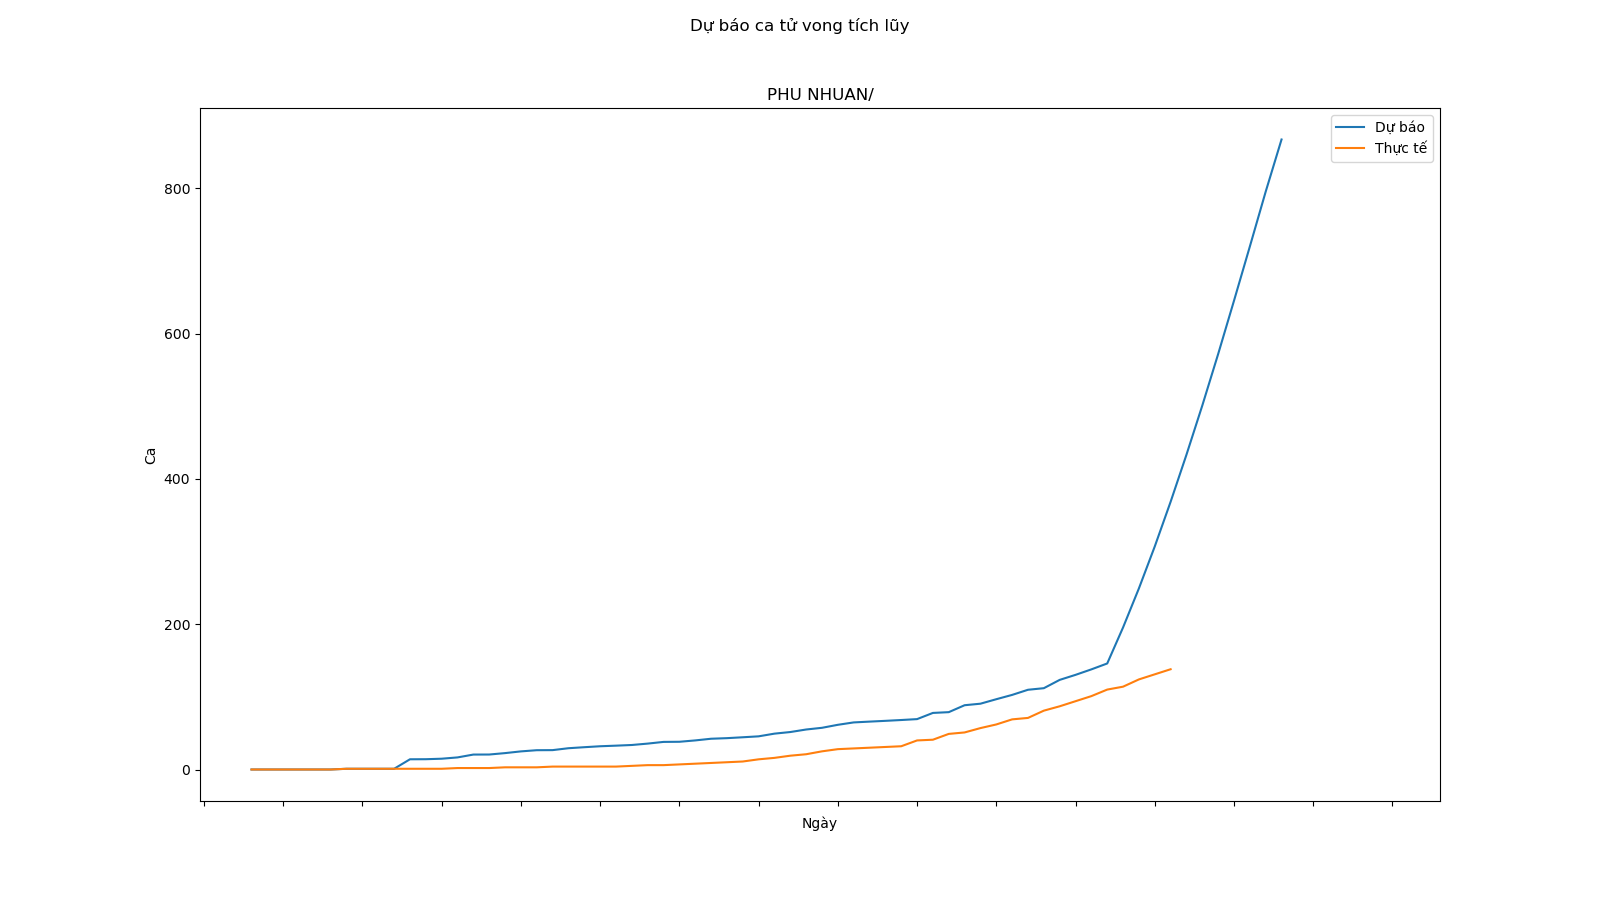 Dự báo ca tử vong tích lũy
PHU NHUAN/
Dự báo
Thực tế
800
600
400
200
0
Ca
Ngày